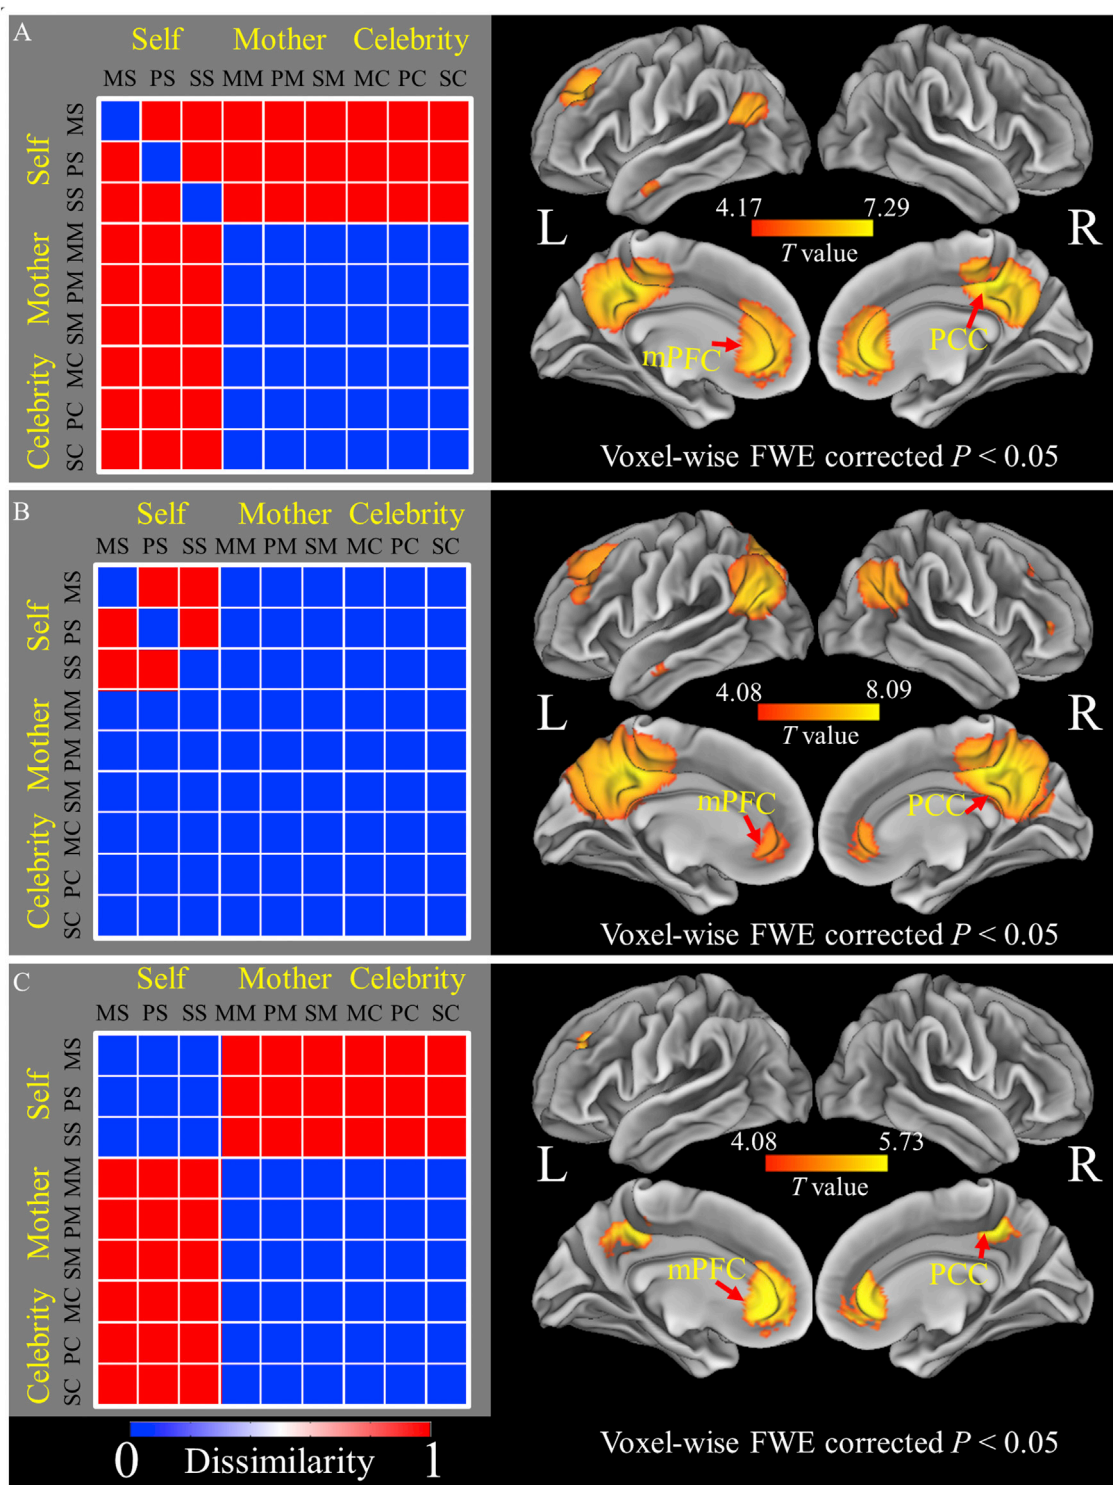 A
Self Mother Celebrity
MS PS SS MM PM SM MC PC SC
Self
Mother
Celebrity
MS
PS
SS
MM
PM
SM
MC
PC
SC
4.17 7.29
L R
T value
mPFC PCC
Voxel-wise FWE corrected P < 0.05
B
Self Mother Celebrity
MS PS SS MM PM SM MC PC SC
Self
Mother
Celebrity
MS
PS
SS
MM
PM
SM
MC
PC
SC
4.08 8.09
L R
T value
mPFC PCC
Voxel-wise FWE corrected P < 0.05
C
Self Mother Celebrity
MS PS SS MM PM SM MC PC SC
Self
Mother
Celebrity
MS
PS
SS
MM
PM
SM
MC
PC
SC
4.08 5.73
L R
T value
mPFC PCC
Voxel-wise FWE corrected P < 0.05
0 Dissimilarity 1